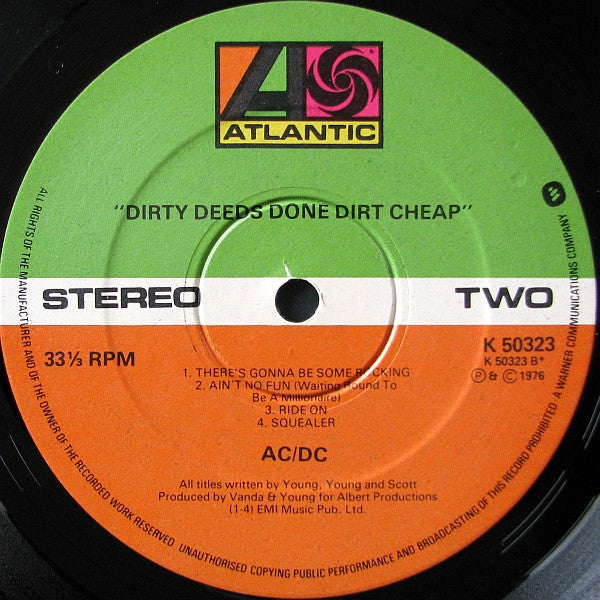 ATLANTIC
"DIRTY DEEDS DONE DIRT CHEAP"
STEREO
TWO
33⅓ RPM
K 50323
K 50323 B*
Ⓟ & © 1976
1. THERE'S GONNA BE SOME ROCKING
2. AIN'T NO FUN (Waiting Round To
Be A Millionaire)
3. RIDE ON
4. SQUEALER
AC/DC
All titles written by Young, Young and Scott
Produced by Vanda & Young for Albert Productions
(1-4) EMI Music Pub. Ltd.
ALL RIGHTS OF THE MANUFACTURER AND OF THE OWNER OF THE RECORDED WORK RESERVED UNAUTHORISED COPYING PUBLIC PERFORMANCE AND BROADCASTING OF THIS RECORD PROHIBITED A WARNER COMMUNICATIONS COMPANY